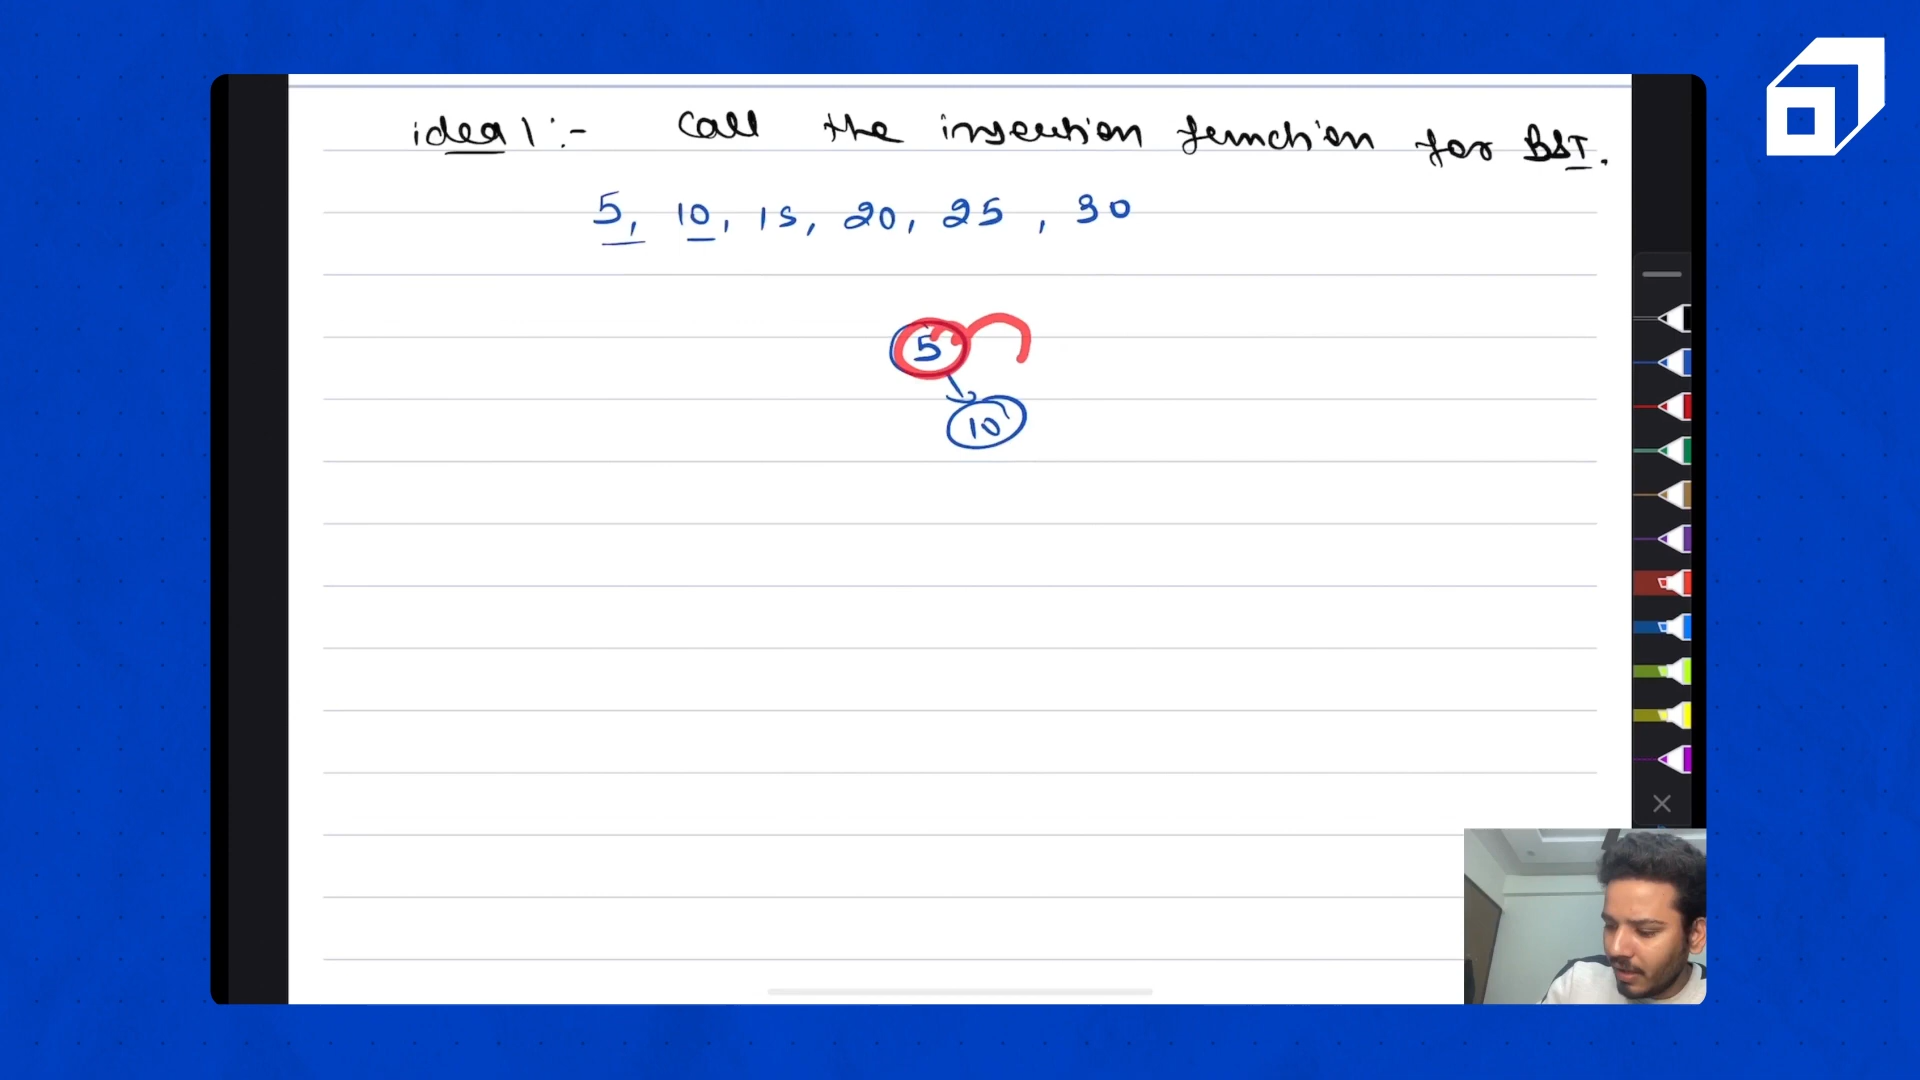 idea 1 :- Call the insertion function for BST.
5, 10, 15, 20, 25, 30
5
10